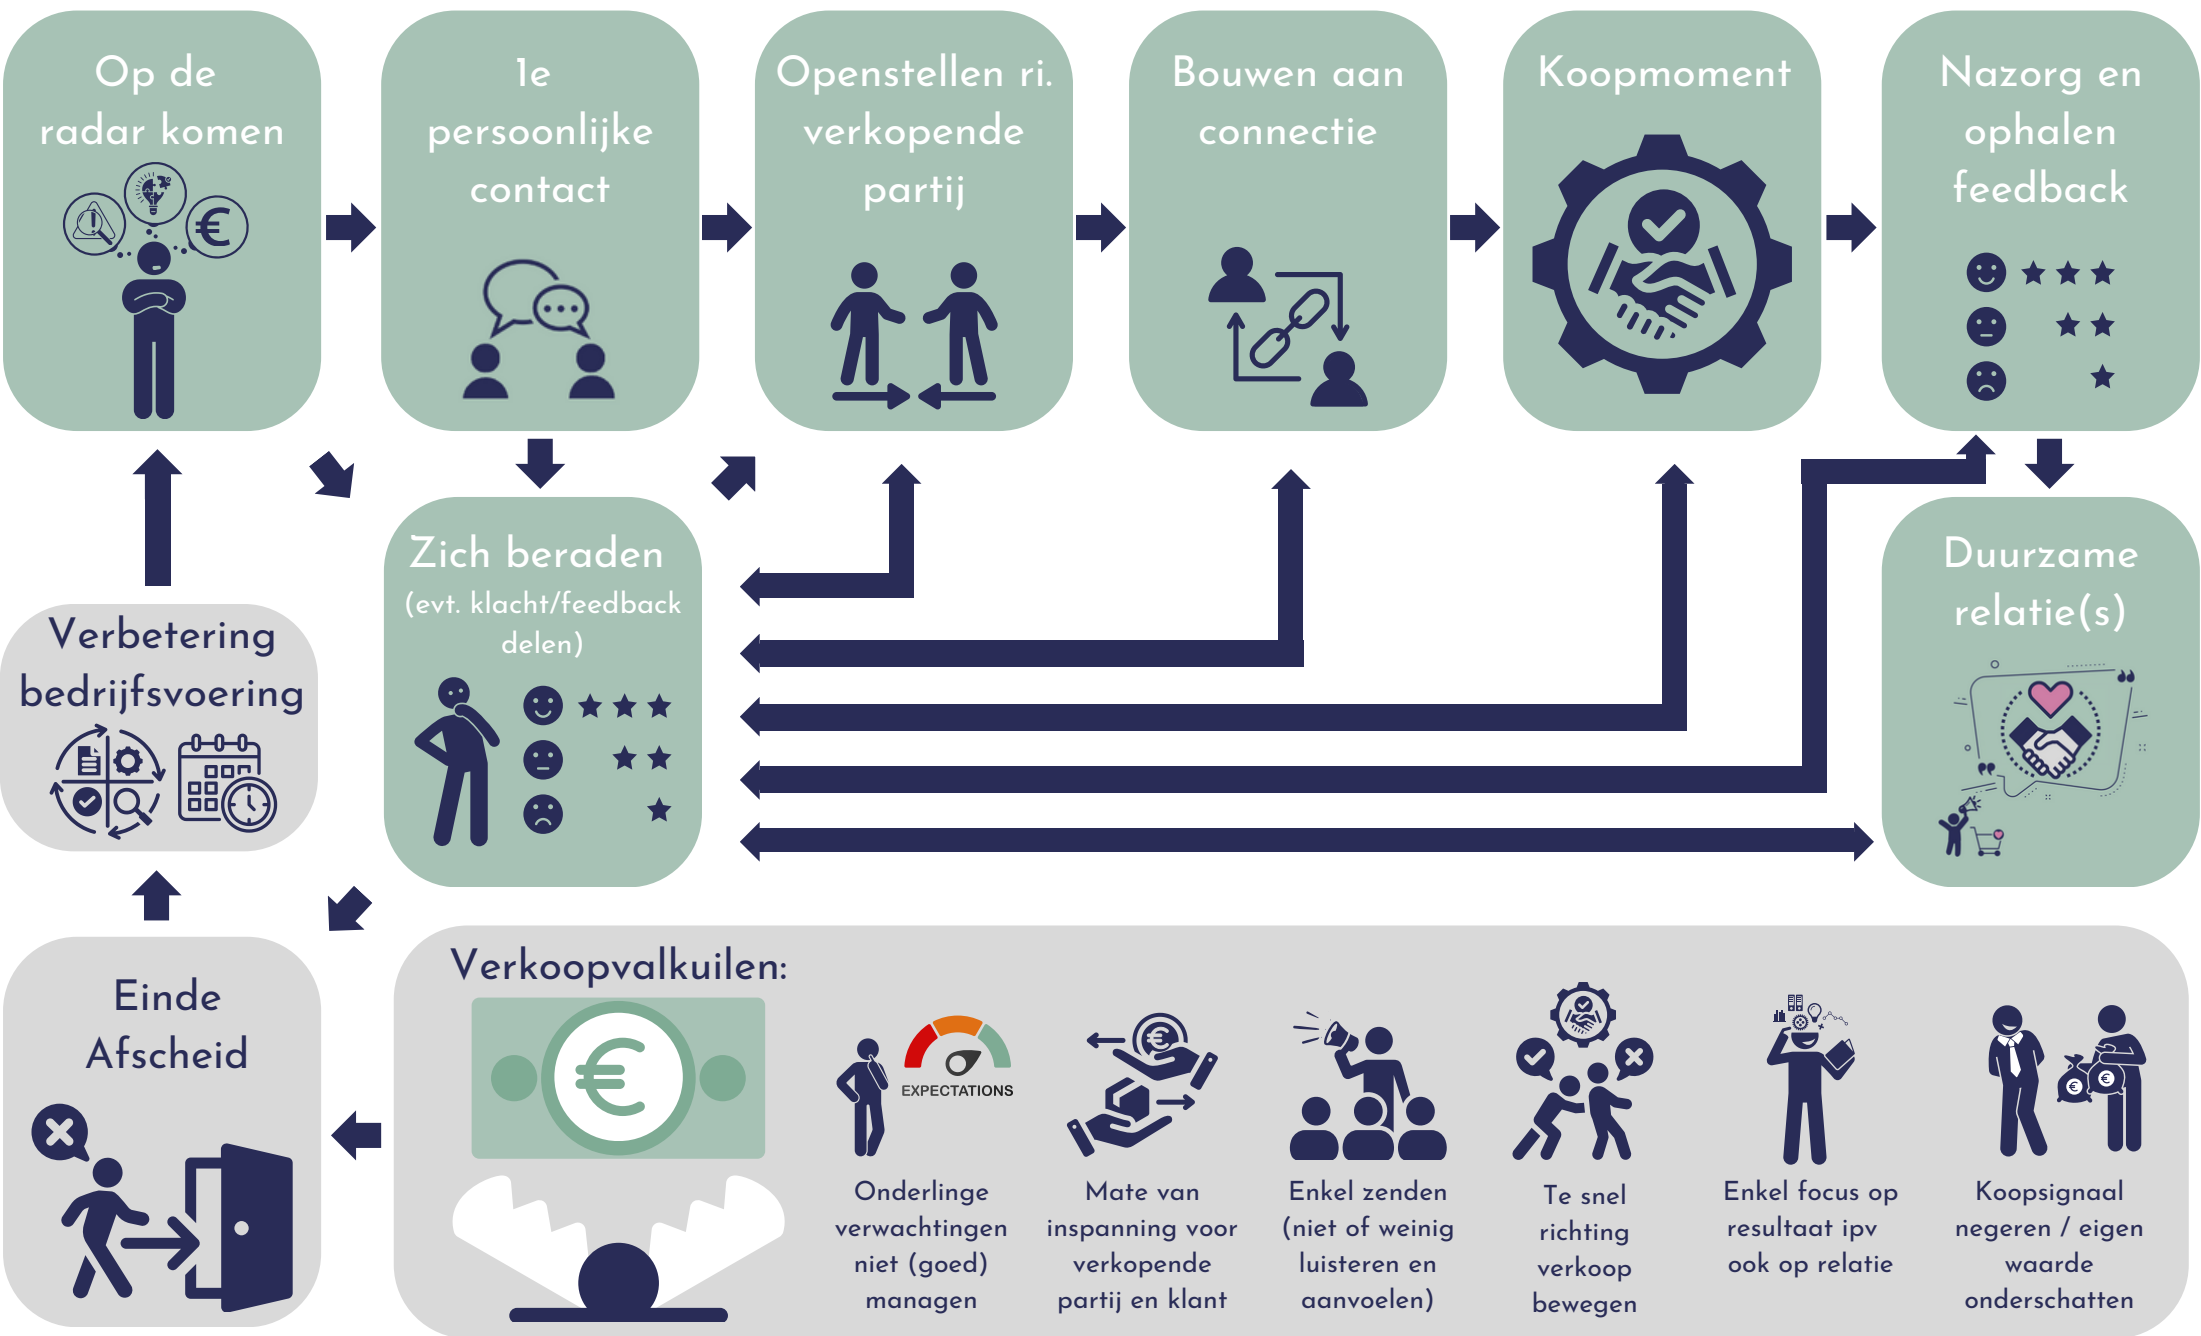 Op de
radar komen
1e
persoonlijke
contact
Openstellen ri.
verkopende
partij
Bouwen aan
connectie
Koopmoment
Nazorg en
ophalen
feedback
Zich beraden
(evt. klacht/feedback
delen)
Duurzame
relatie(s)
Verbetering
bedrijfsvoering
Einde
Afscheid
Verkoopvalkuilen:
EXPECTATIONS
Onderlinge
verwachtingen
niet (goed)
managen
Mate van
inspanning voor
verkopende
partij en klant
Enkel zenden
(niet of weinig
luisteren en
aanvoelen)
Te snel
richting
verkoop
bewegen
Enkel focus op
resultaat ipv
ook op relatie
Koopsignaal
negeren / eigen
waarde
onderschatten